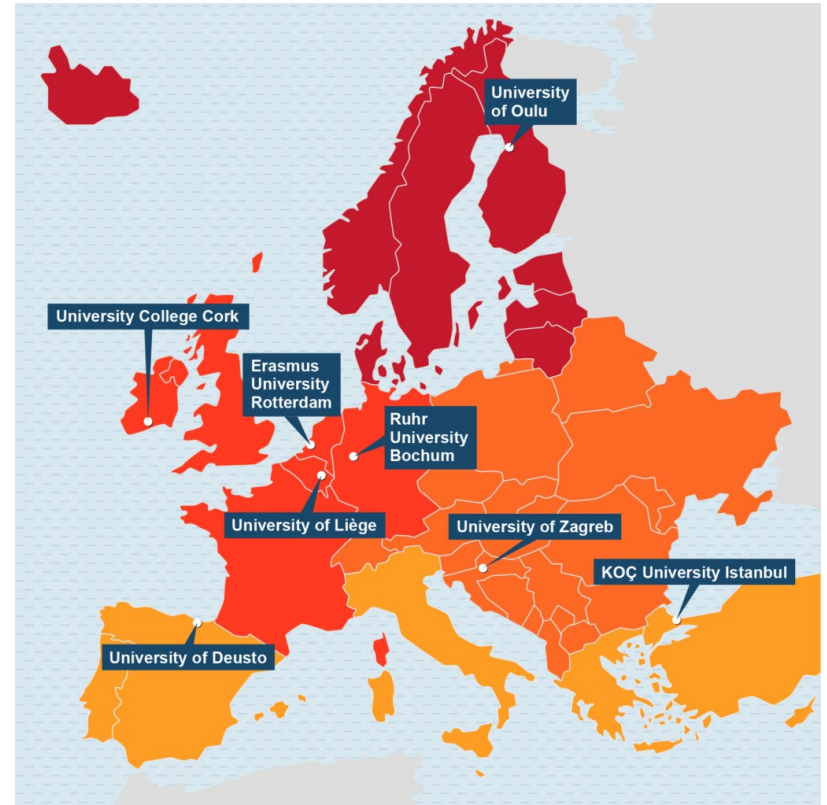 University
of Oulu
University College Cork
Erasmus
University
Rotterdam
Ruhr
University
Bochum
University of Liège
University of Zagreb
KOÇ University Istanbul
University of Deusto